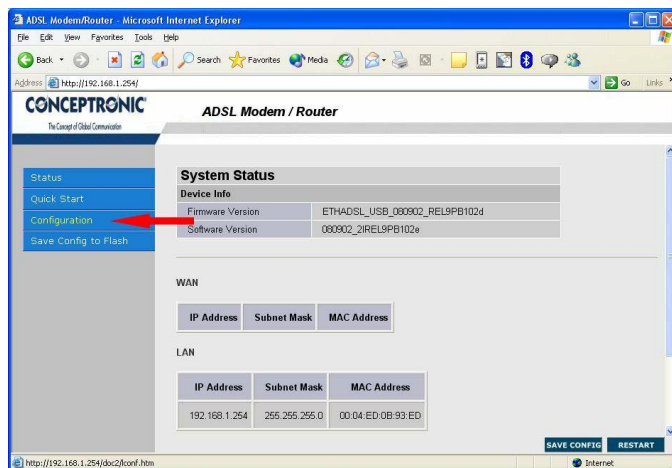 ADSL Modem/Router - Microsoft Internet Explorer
File Edit View Favorites Tools Help
Back Search Favorites Media
Address http://192.168.1.254/ Go Links »
CONCEPTRONIC
The Concept of Global Communication
ADSL Modem / Router
Status
Quick Start
Configuration
Save Config to Flash
System Status
Device Info
Firmware Version ETHADSL_USB_080902_REL9PB102d
Software Version 080902_2IREL9PB102e
WAN
IP Address Subnet Mask MAC Address
LAN
IP Address Subnet Mask MAC Address
192.168.1.254 255.255.255.0 00:04:ED:0B:93:ED
SAVE CONFIG RESTART
http://192.168.1.254/doc2/lconf.htm Internet